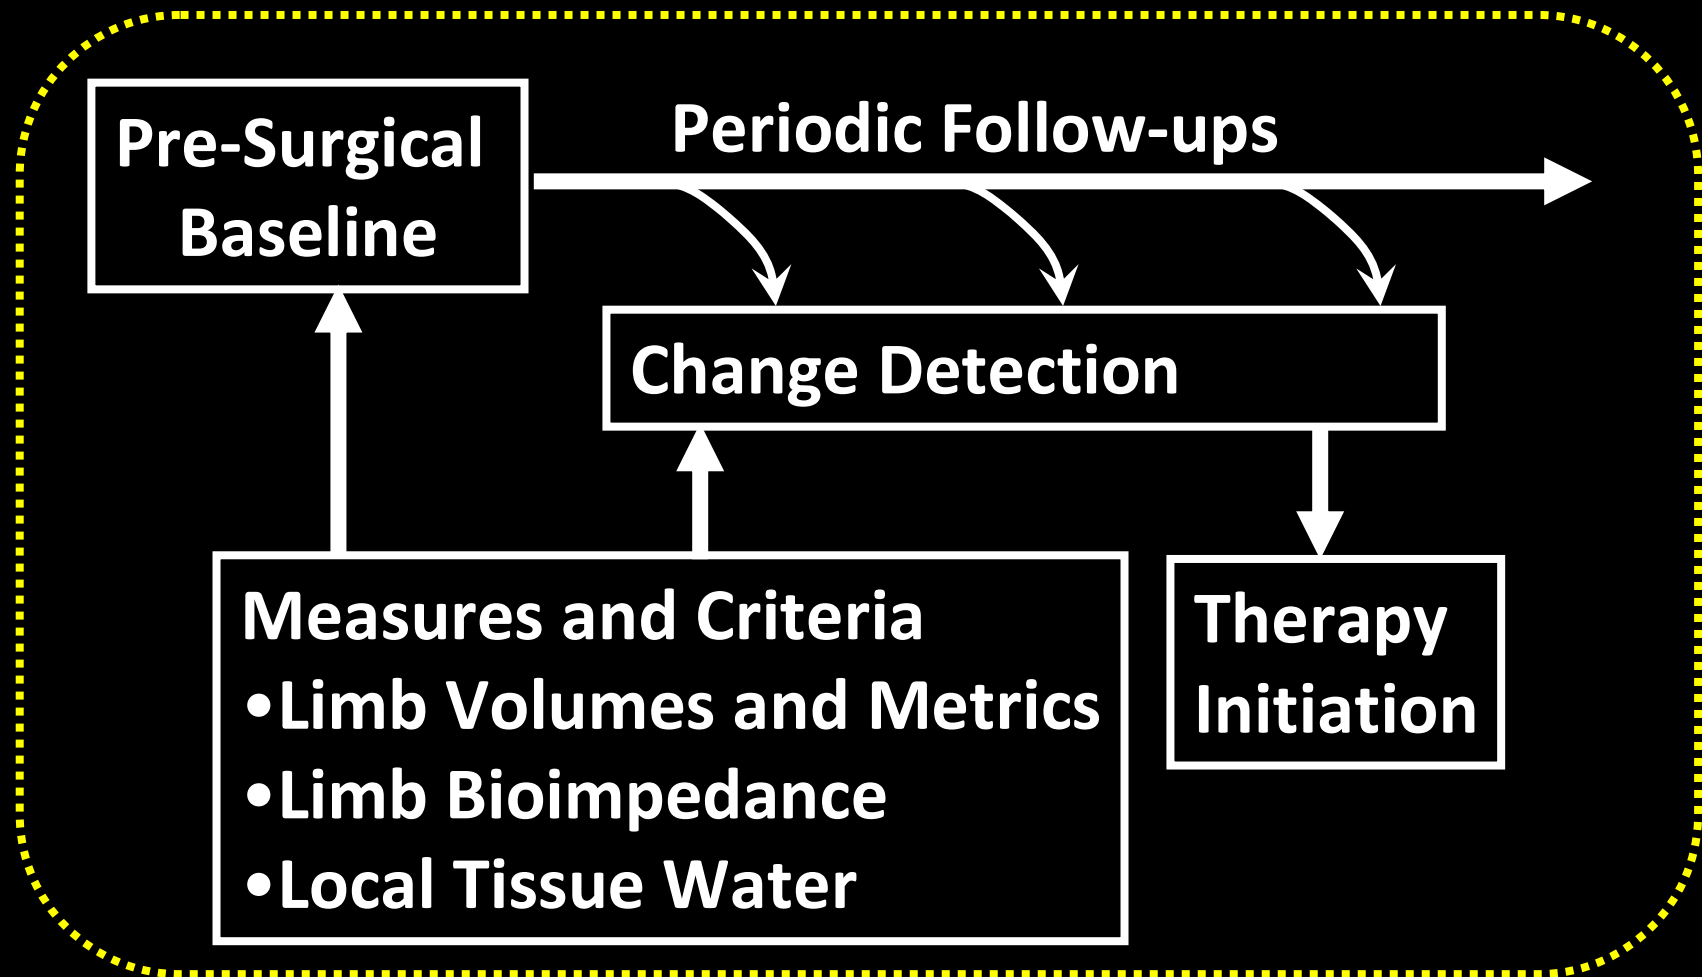 Pre-Surgical
Baseline
Periodic Follow-ups
Change Detection
Measures and Criteria
•Limb Volumes and Metrics
•Limb Bioimpedance
•Local Tissue Water
Therapy
Initiation